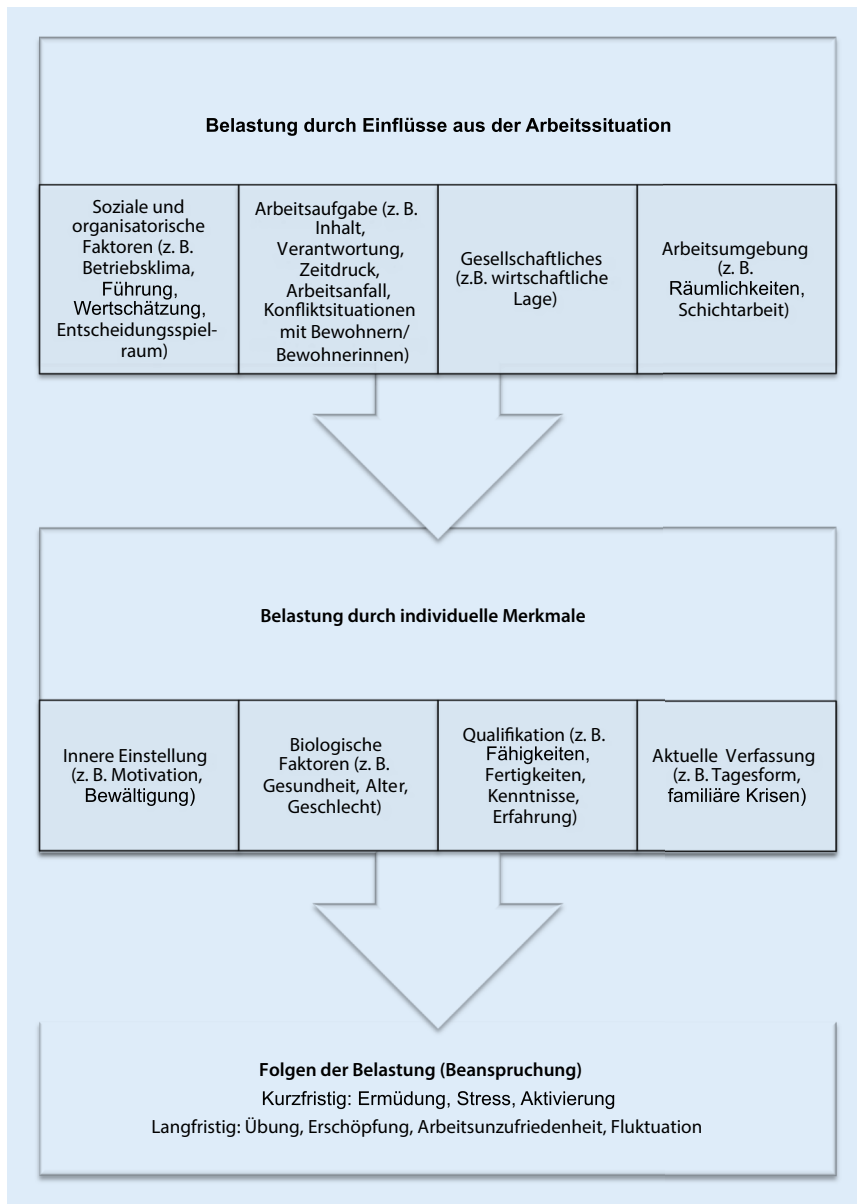 Belastung durch Einflüsse aus der Arbeitssituation
Soziale und
organisatorische
Faktoren (z. B.
Betriebsklima,
Führung,
Wertschätzung,
Entscheidungsspiel-
raum)
Arbeitsaufgabe (z. B.
Inhalt,
Verantwortung,
Zeitdruck,
Arbeitsanfall,
Konfliktsituationen
mit Bewohnern/
Bewohnerinnen)
Gesellschaftliches
(z.B. wirtschaftliche
Lage)
Arbeitsumgebung
(z. B.
Räumlichkeiten,
Schichtarbeit)
Belastung durch individuelle Merkmale
Innere Einstellung
(z. B. Motivation,
Bewältigung)
Biologische
Faktoren (z. B.
Gesundheit, Alter,
Geschlecht)
Qualifikation (z. B.
Fähigkeiten,
Fertigkeiten,
Kenntnisse,
Erfahrung)
Aktuelle Verfassung
(z. B. Tagesform,
familiäre Krisen)
Folgen der Belastung (Beanspruchung)
Kurzfristig: Ermüdung, Stress, Aktivierung
Langfristig: Übung, Erschöpfung, Arbeitsunzufriedenheit, Fluktuation